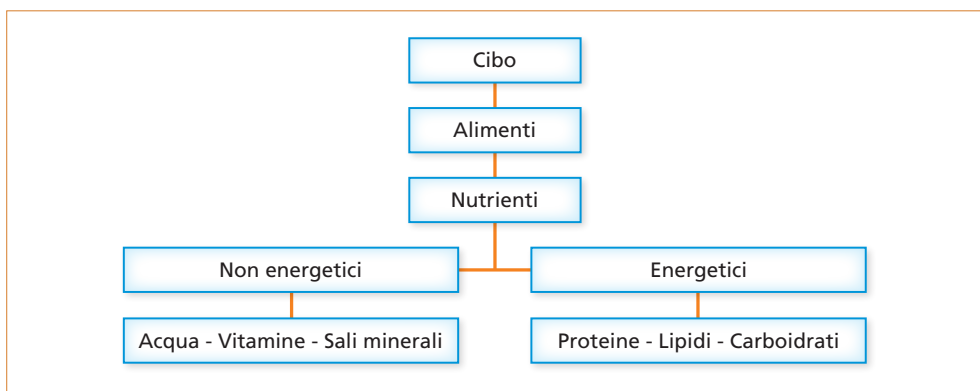 Cibo
Alimenti
Nutrienti
Non energetici
Energetici
Acqua - Vitamine - Sali minerali
Proteine - Lipidi - Carboidrati